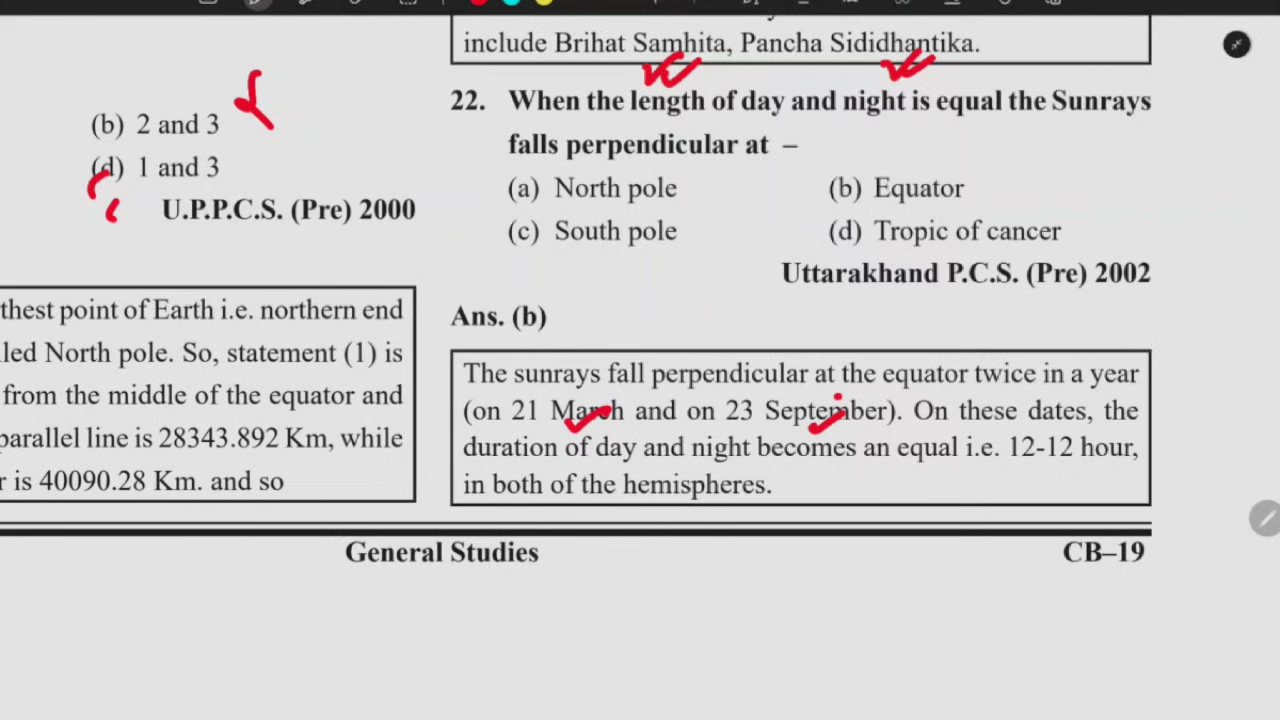 include Brihat Samhita, Pancha Sididhantika.
(b) 2 and 3
(d) 1 and 3
U.P.P.C.S. (Pre) 2000
thest point of Earth i.e. northern end
led North pole. So, statement (1) is
from the middle of the equator and
parallel line is 28343.892 Km, while
r is 40090.28 Km. and so
22. When the length of day and night is equal the Sunrays
falls perpendicular at –
(a) North pole (b) Equator
(c) South pole (d) Tropic of cancer
Uttarakhand P.C.S. (Pre) 2002
Ans. (b)
The sunrays fall perpendicular at the equator twice in a year
(on 21 March and on 23 September). On these dates, the
duration of day and night becomes an equal i.e. 12-12 hour,
in both of the hemispheres.
General Studies CB–19